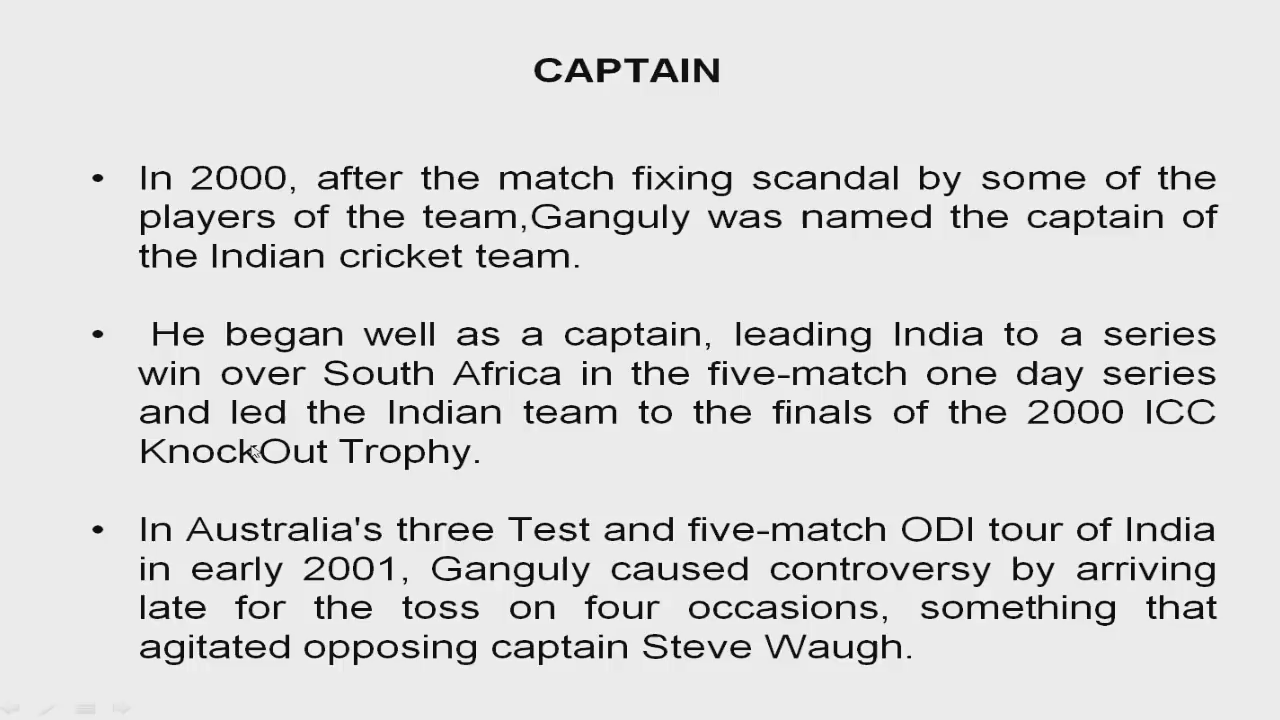 CAPTAIN
• In 2000, after the match fixing scandal by some of the
players of the team,Ganguly was named the captain of
the Indian cricket team.
• He began well as a captain, leading India to a series
win over South Africa in the five-match one day series
and led the Indian team to the finals of the 2000 ICC
KnockOut Trophy.
• In Australia's three Test and five-match ODI tour of India
in early 2001, Ganguly caused controversy by arriving
late for the toss on four occasions, something that
agitated opposing captain Steve Waugh.